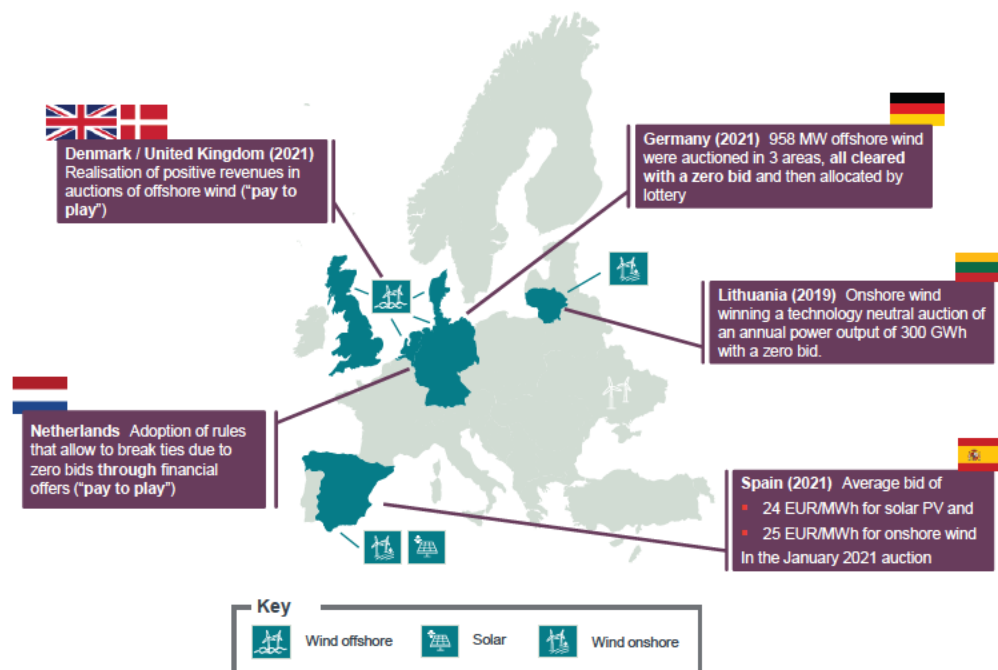 Denmark / United Kingdom (2021)
Realisation of positive revenues in
auctions of offshore wind (“pay to
play”)
Germany (2021)  958 MW offshore wind
were auctioned in 3 areas, all cleared
with a zero bid and then allocated by
lottery
Lithuania (2019)  Onshore wind
winning a technology neutral auction of
an annual power output of 300 GWh
with a zero bid.
Netherlands  Adoption of rules
that allow to break ties due to
zero bids through financial
offers (“pay to play”)
Spain (2021)  Average bid of
▪ 24 EUR/MWh for solar PV and
▪ 25 EUR/MWh for onshore wind
In the January 2021 auction
Key
Wind offshore
Solar
Wind onshore